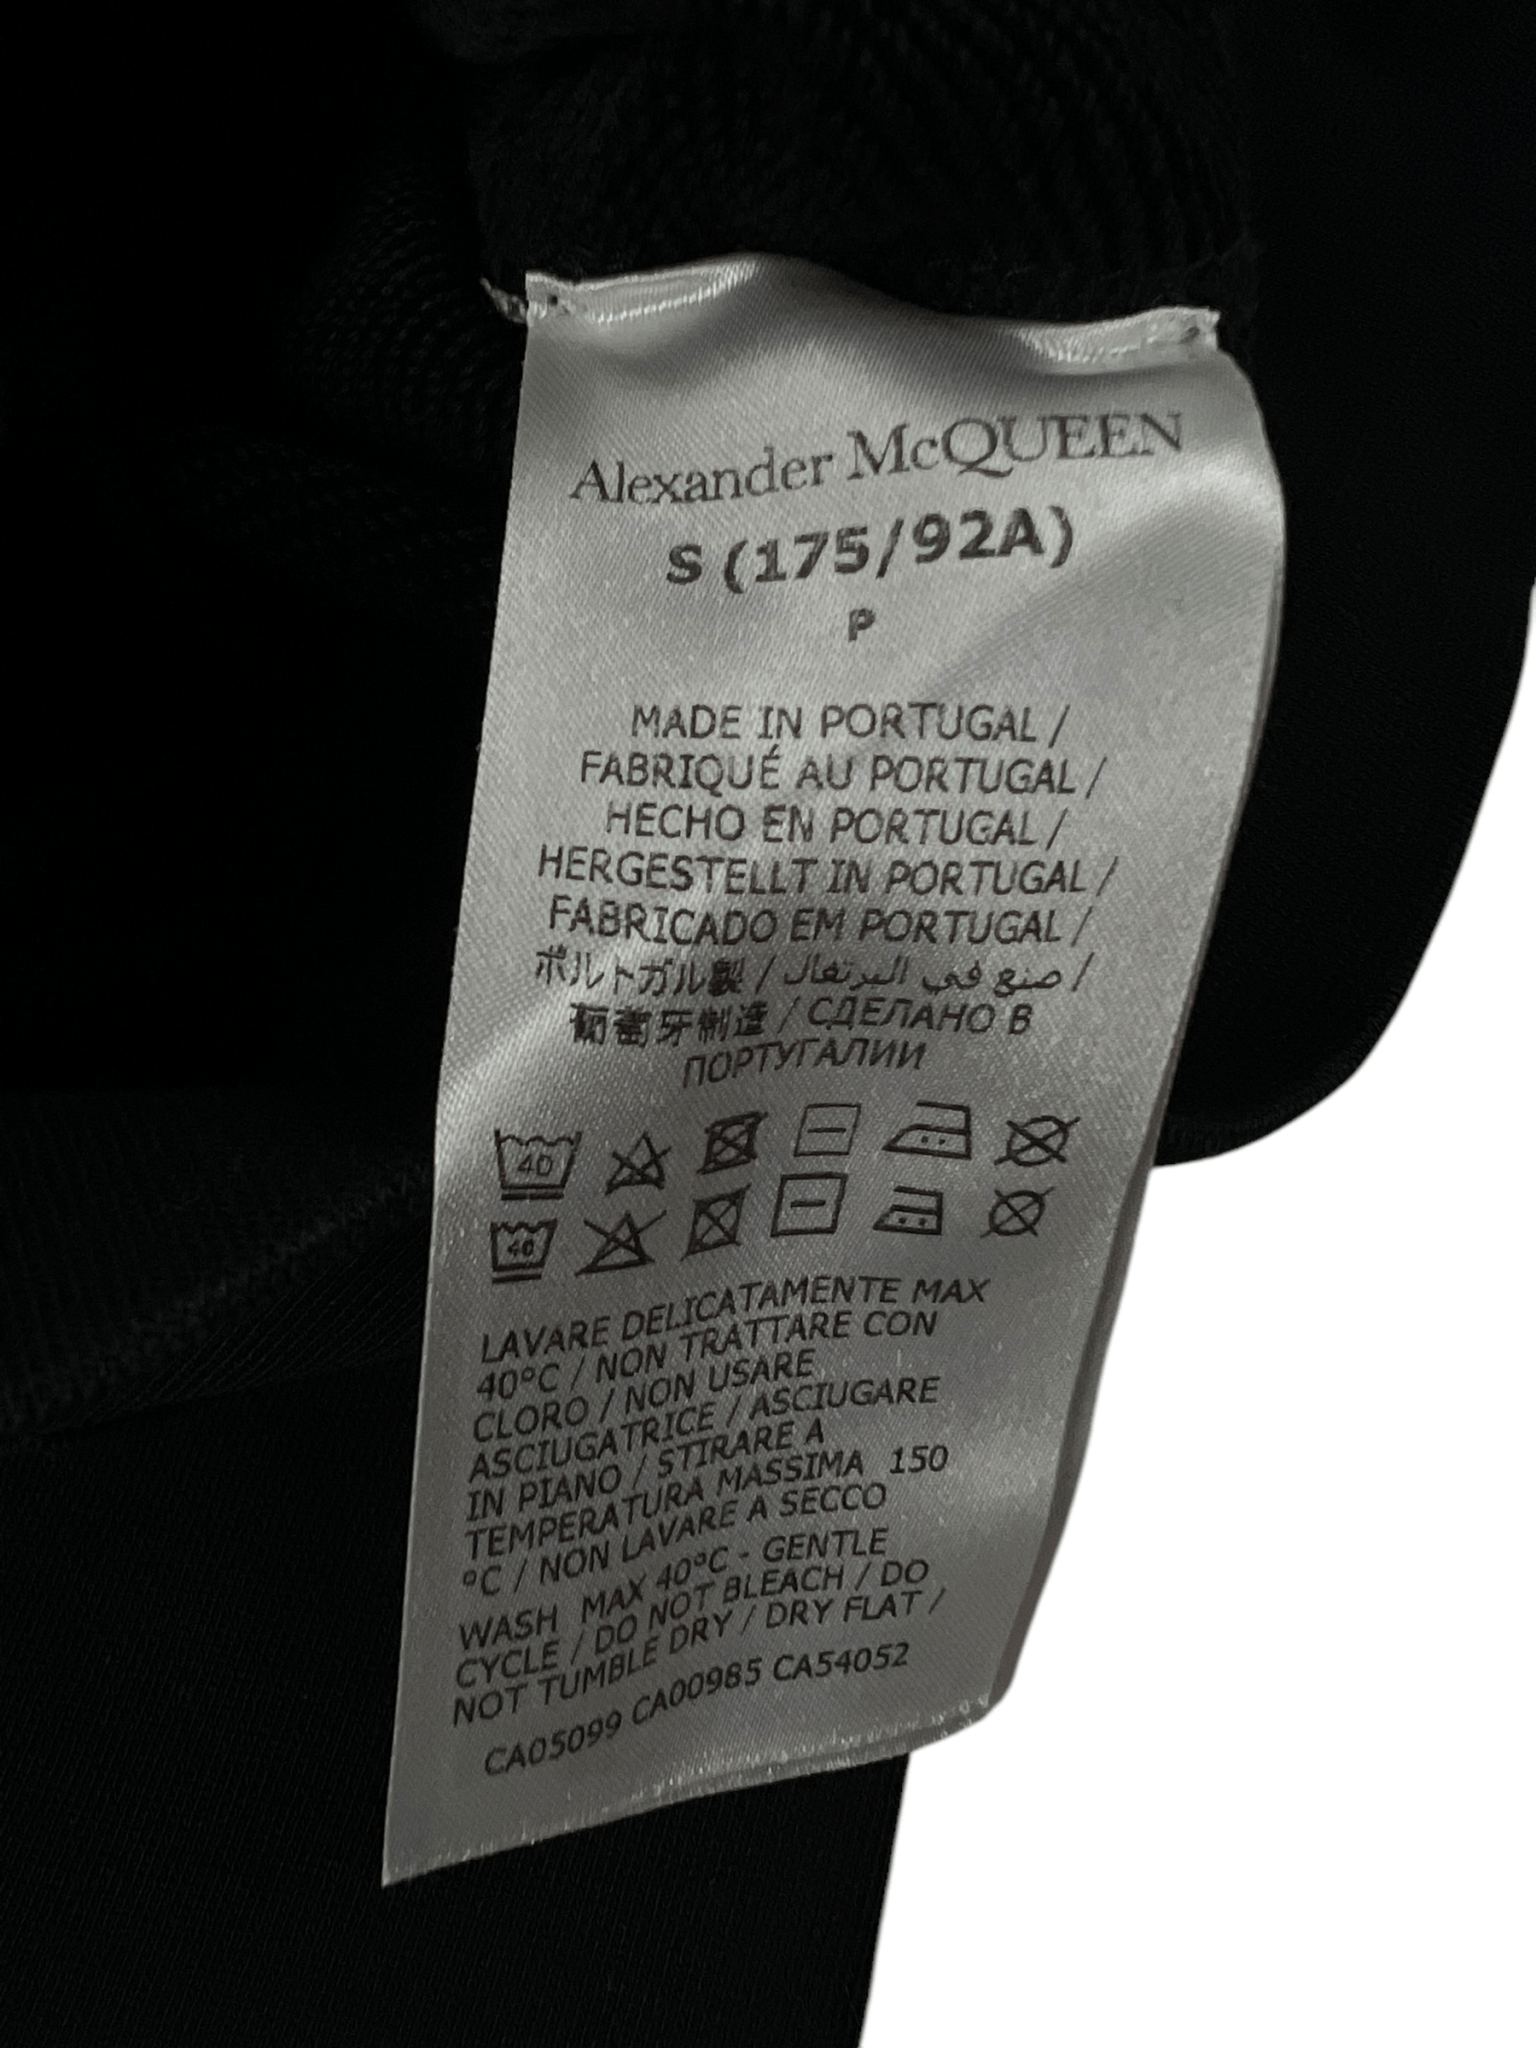 Alexander McQUEEN
S (175/92A)
P
MADE IN PORTUGAL /
FABRIQUÉ AU PORTUGAL /
HECHO EN PORTUGAL /
HERGESTELLT IN PORTUGAL /
FABRICADO EM PORTUGAL /
ポルトガル製 / صنع في البرتغال /
葡萄牙制造 / СДЕЛАНО В
ПОРТУГАЛИИ
40
40
LAVARE DELICATAMENTE MAX
40°C / NON TRATTARE CON
CLORO / NON USARE
ASCIUGATRICE / ASCIUGARE
IN PIANO / STIRARE A
TEMPERATURA MASSIMA 150
°C / NON LAVARE A SECCO
WASH MAX 40°C - GENTLE
CYCLE / DO NOT BLEACH / DO
NOT TUMBLE DRY / DRY FLAT /
CA05099 CA00985 CA54052